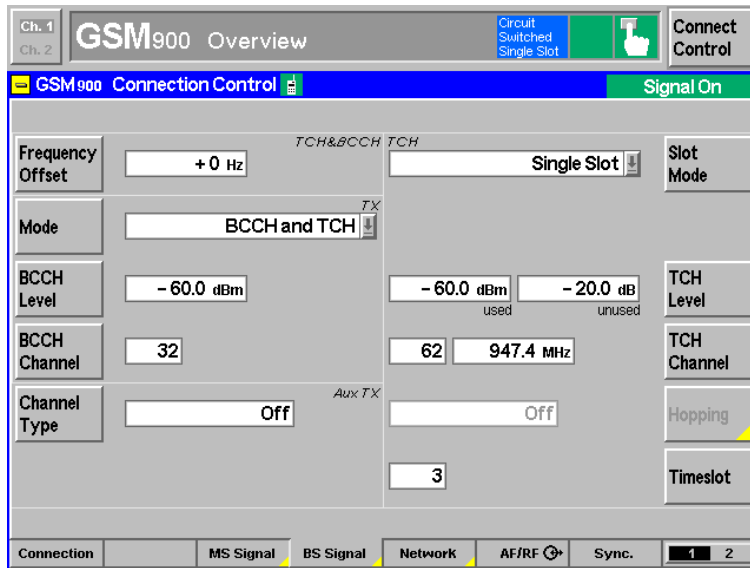 Ch. 1
Ch. 2
GSM900 Overview
Circuit
Switched
Single Slot
Connect
Control
GSM900 Connection Control
Signal On
TCH&BCCH TCH
Frequency
Offset
+0 Hz
Single Slot
Slot
Mode
TX
Mode
BCCH and TCH
BCCH
Level
-60.0 dBm
-60.0 dBm
-20.0 dB
used
unused
TCH
Level
BCCH
Channel
32
62
947.4 MHz
TCH
Channel
Aux TX
Channel
Type
Off
Off
Hopping
3
Timeslot
Connection
MS Signal
BS Signal
Network
AF/RF
Sync.
1 2